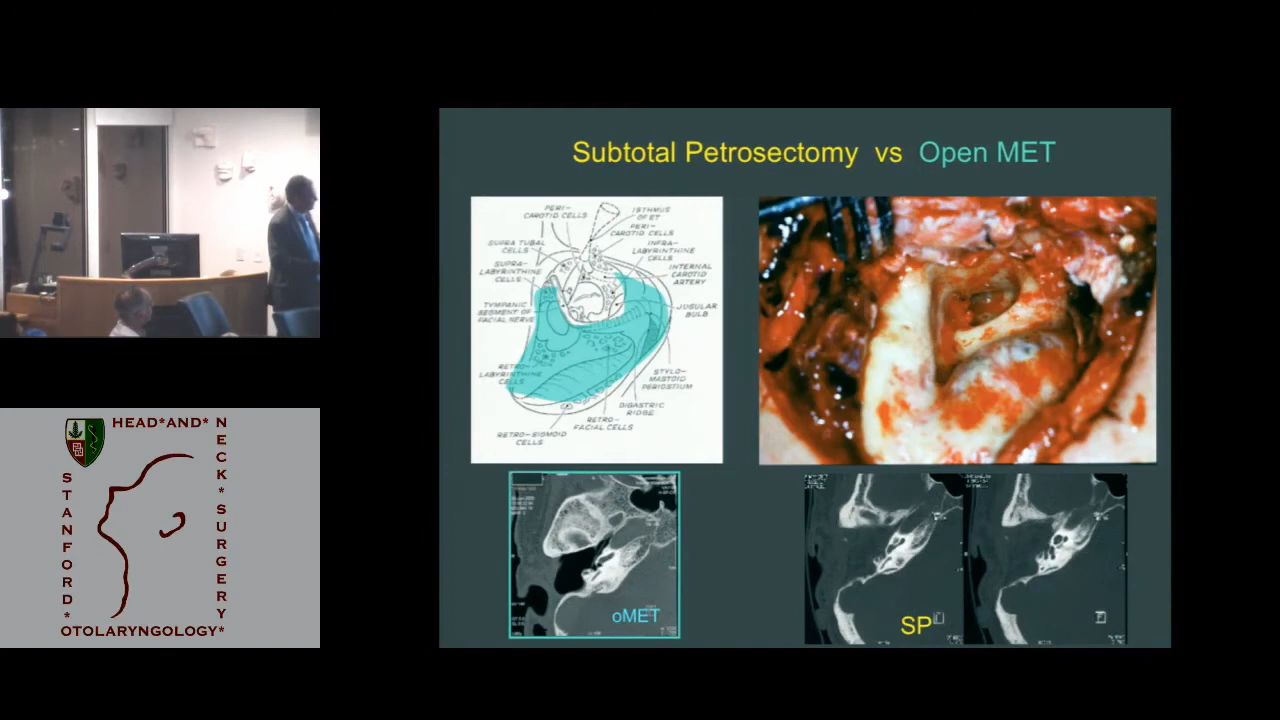 Subtotal Petrosectomy vs Open MET
PERI-
CAROTID CELLS
ISTHMUS
OF ET
PERI-
CAROTID CELLS
SUPRA TUBAL
CELLS
INFRA-
LABYRINTHINE
CELLS
SUPRA-
LABYRINTHINE
CELLS
INTERNAL
CAROTID
ARTERY
TYMPANIC
SEGMENT OF
FACIAL NERVE
JUGULAR
BULB
RETRO-
LABYRINTHINE
CELLS
STYLO-
MASTOID
PERIOSTIUM
DIGASTRIC
RIDGE
RETRO-
FACIAL CELLS
RETRO-SIGMOID
CELLS
oMET
SP
HEAD*AND*
NECK*SURGERY*
STANFORD*
OTOLARYNGOLOGY*